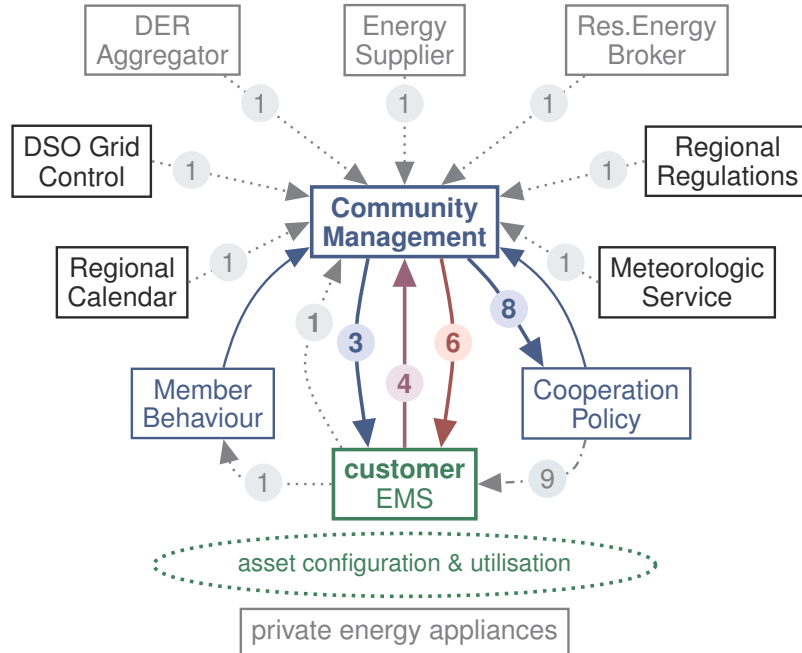 DER
Aggregator
Energy
Supplier
Res.Energy
Broker
1
1
1
DSO Grid
Control
1
1
Regional
Regulations
Community
Management
Regional
Calendar
1
1
Meteorologic
Service
1
3
4
6
8
Member
Behaviour
Cooperation
Policy
customer
EMS
1
9
asset configuration & utilisation
private energy appliances